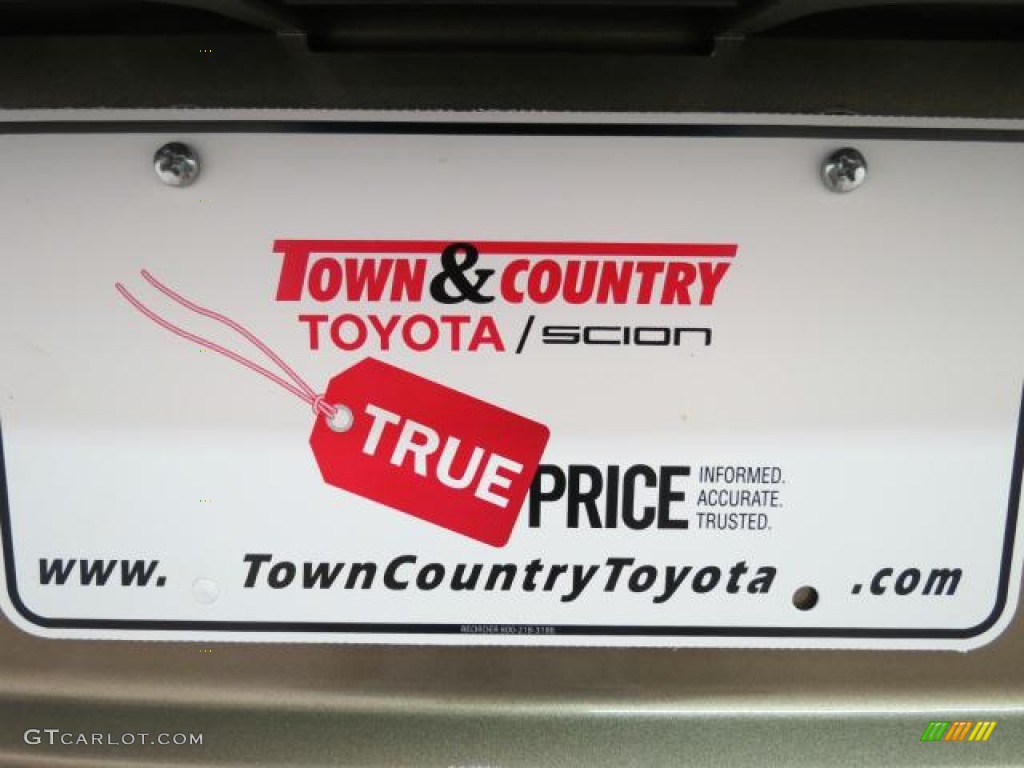 TOWN & COUNTRY
TOYOTA / SCION
TRUE
PRICE
INFORMED.
ACCURATE.
TRUSTED.
www. TownCountryToyota .com
GTCARLOT.COM